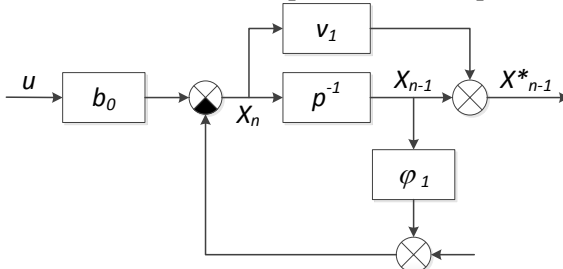 v₁
u
b₀
Xₙ
p⁻¹
Xₙ₋₁
X*ₙ₋₁
φ₁